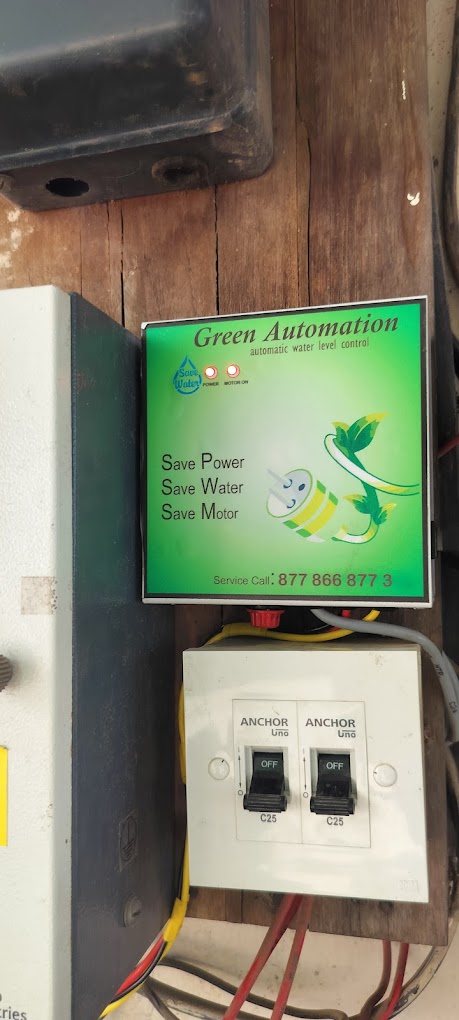 Green Automation
automatic water level control
Save
Water
POWER
MOTOR ON
Save Power
Save Water
Save Motor
Service Call: 877 866 877 3
ANCHOR
Uno
ANCHOR
Uno
OFF
OFF
C25
C25